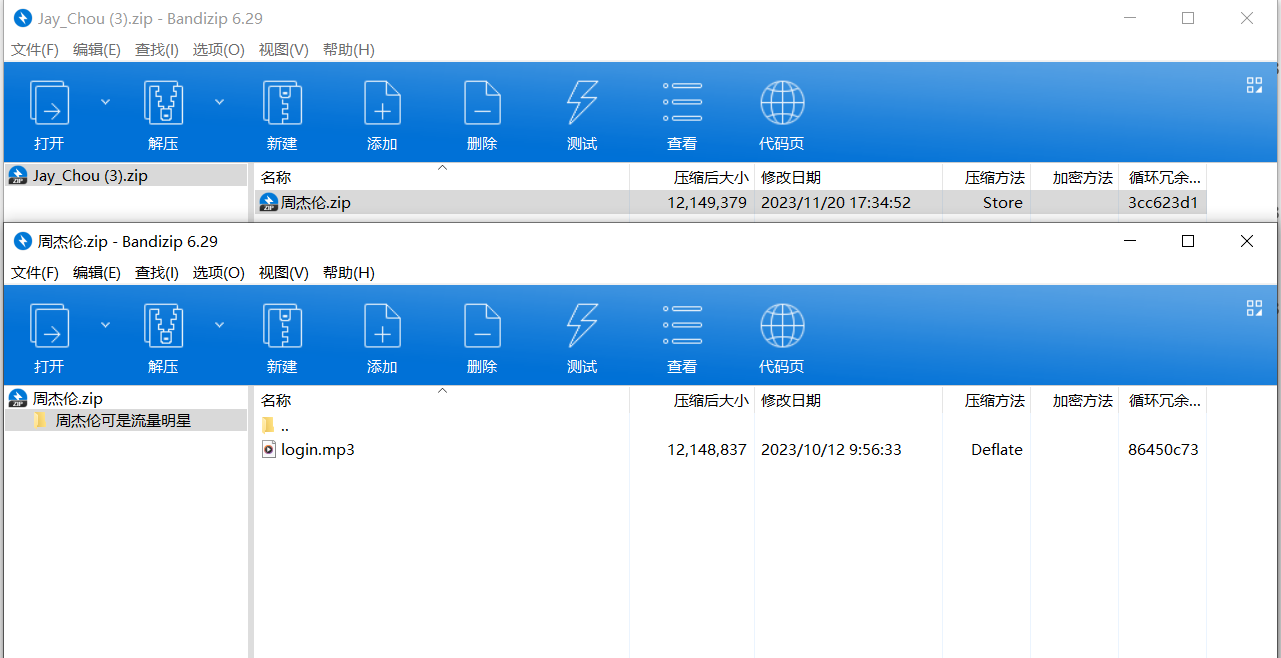 Jay_Chou (3).zip - Bandizip 6.29
文件(F) 编辑(E) 查找(I) 选项(O) 视图(V) 帮助(H)
打开 解压 新建 添加 删除 测试 查看 代码页
Jay_Chou (3).zip
名称 压缩后大小 修改日期 压缩方法 加密方法 循环冗余...
周杰伦.zip 12,149,379 2023/11/20 17:34:52 Store 3cc623d1
周杰伦.zip - Bandizip 6.29
文件(F) 编辑(E) 查找(I) 选项(O) 视图(V) 帮助(H)
打开 解压 新建 添加 删除 测试 查看 代码页
周杰伦.zip
周杰伦可是流量明星
名称 压缩后大小 修改日期 压缩方法 加密方法 循环冗余...
..
login.mp3 12,148,837 2023/10/12 9:56:33 Deflate 86450c73